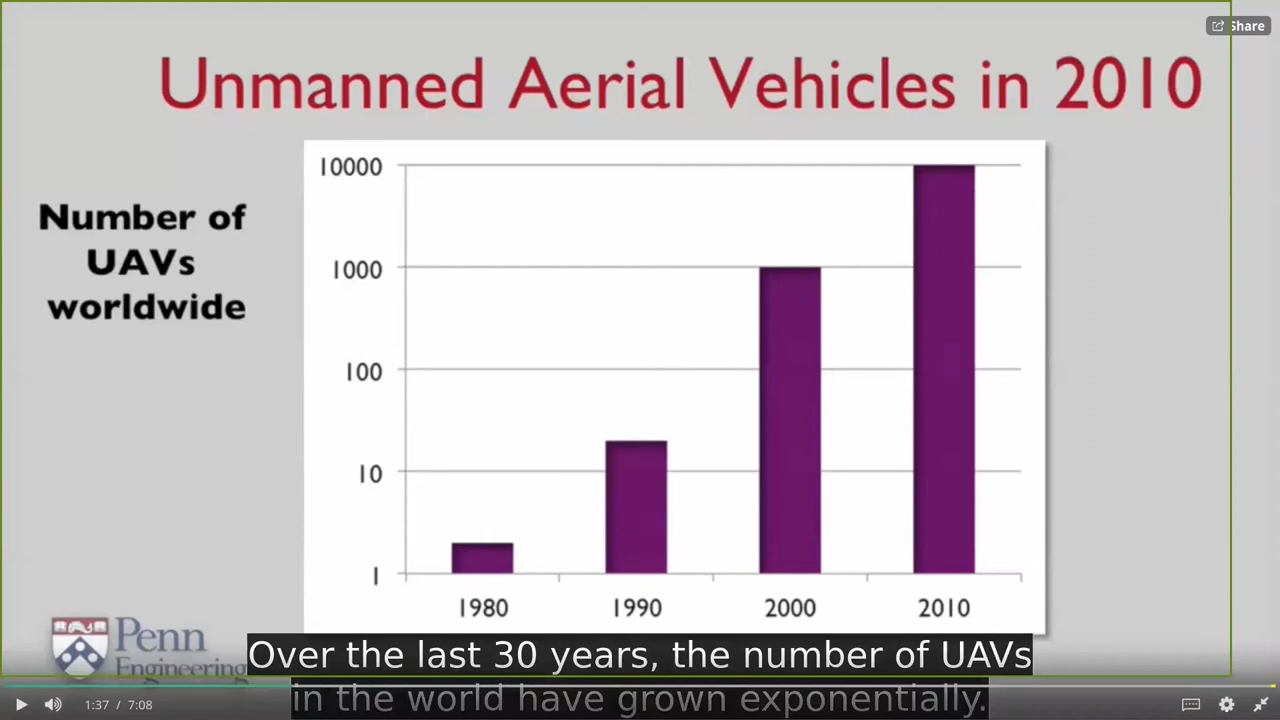 Share
Unmanned Aerial Vehicles in 2010
Number of
UAVs
worldwide
10000
1000
100
10
1
1980 1990 2000 2010
Penn
Engineering
Over the last 30 years, the number of UAVs
in the world have grown exponentially.
1:37 / 7:08